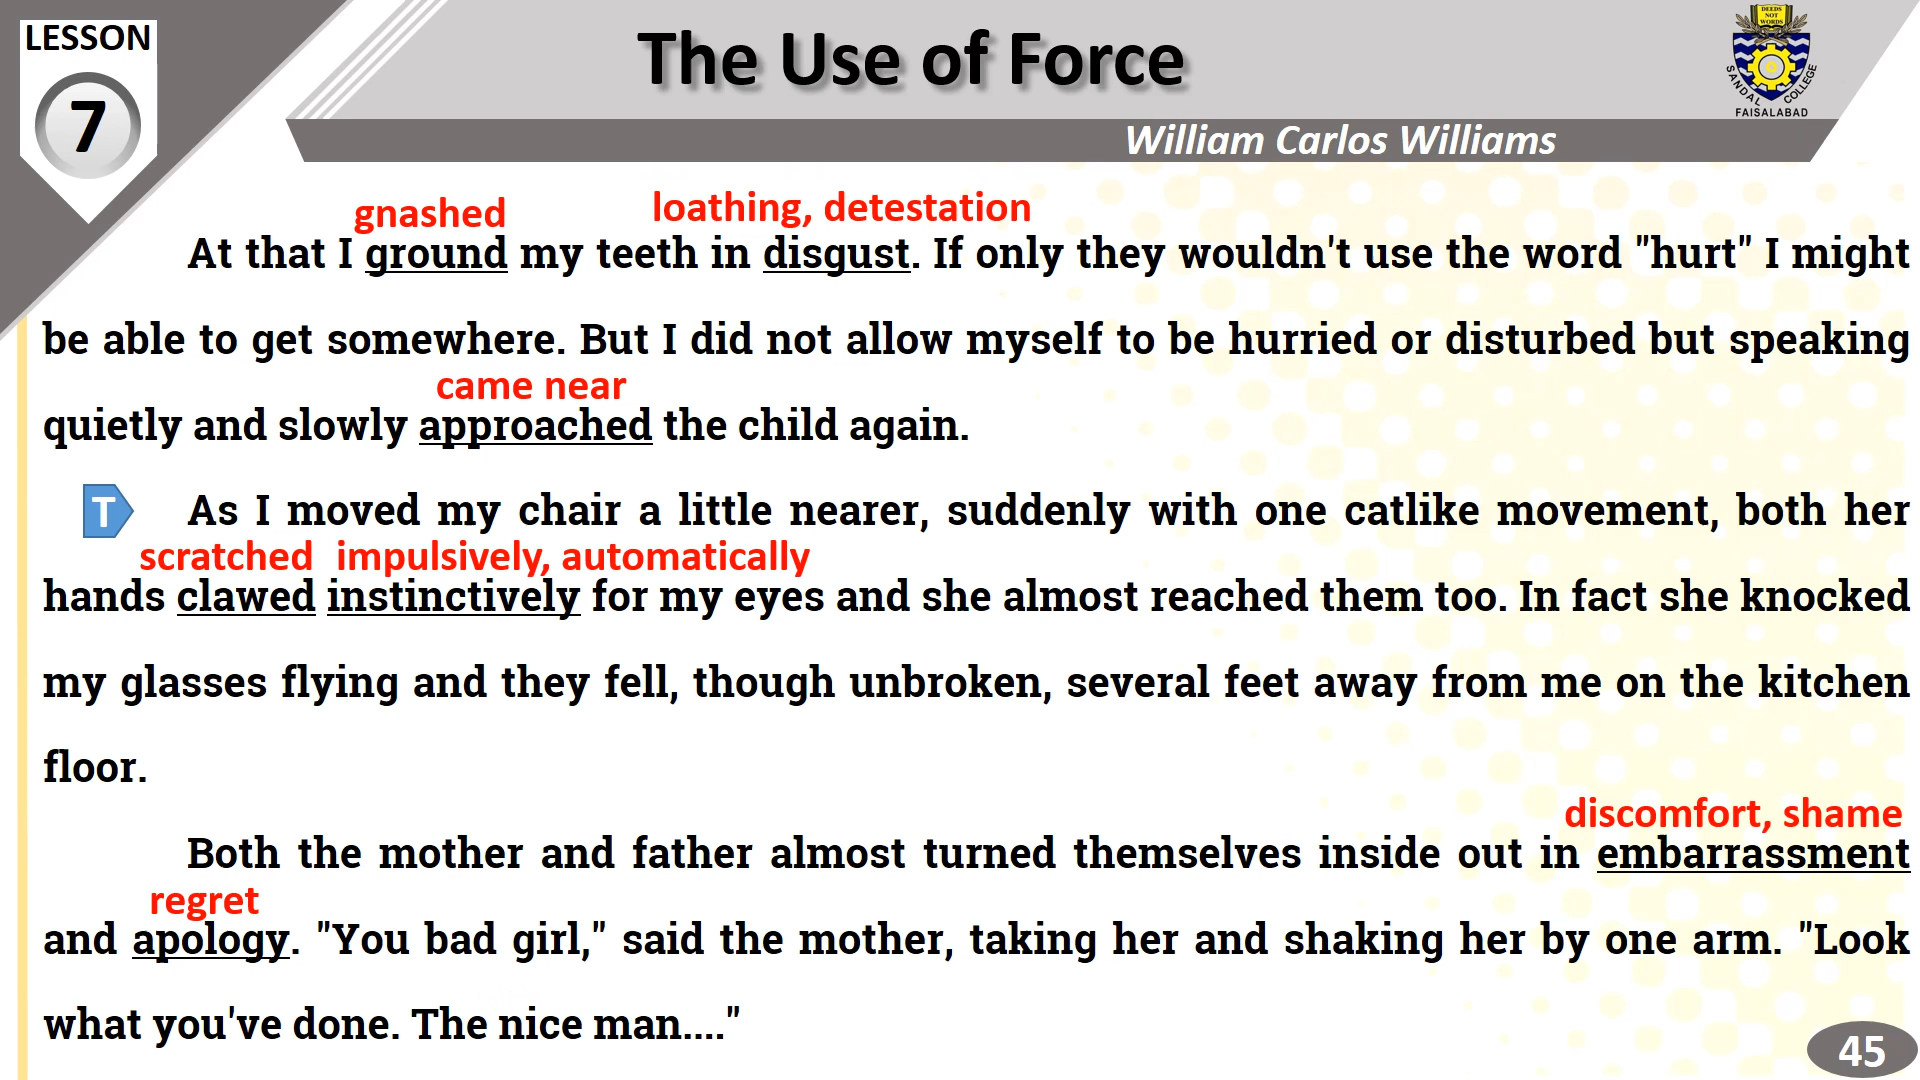 LESSON
7
The Use of Force
DEEDS
NOT
WORDS
SANDAL COLLEGE
FAISALABAD
William Carlos Williams
gnashed loathing, detestation
At that I ground my teeth in disgust. If only they wouldn't use the word "hurt" I might
be able to get somewhere. But I did not allow myself to be hurried or disturbed but speaking
came near
quietly and slowly approached the child again.
T As I moved my chair a little nearer, suddenly with one catlike movement, both her
scratched impulsively, automatically
hands clawed instinctively for my eyes and she almost reached them too. In fact she knocked
my glasses flying and they fell, though unbroken, several feet away from me on the kitchen
floor.
discomfort, shame
Both the mother and father almost turned themselves inside out in embarrassment
regret
and apology. "You bad girl," said the mother, taking her and shaking her by one arm. "Look
what you've done. The nice man...."
45